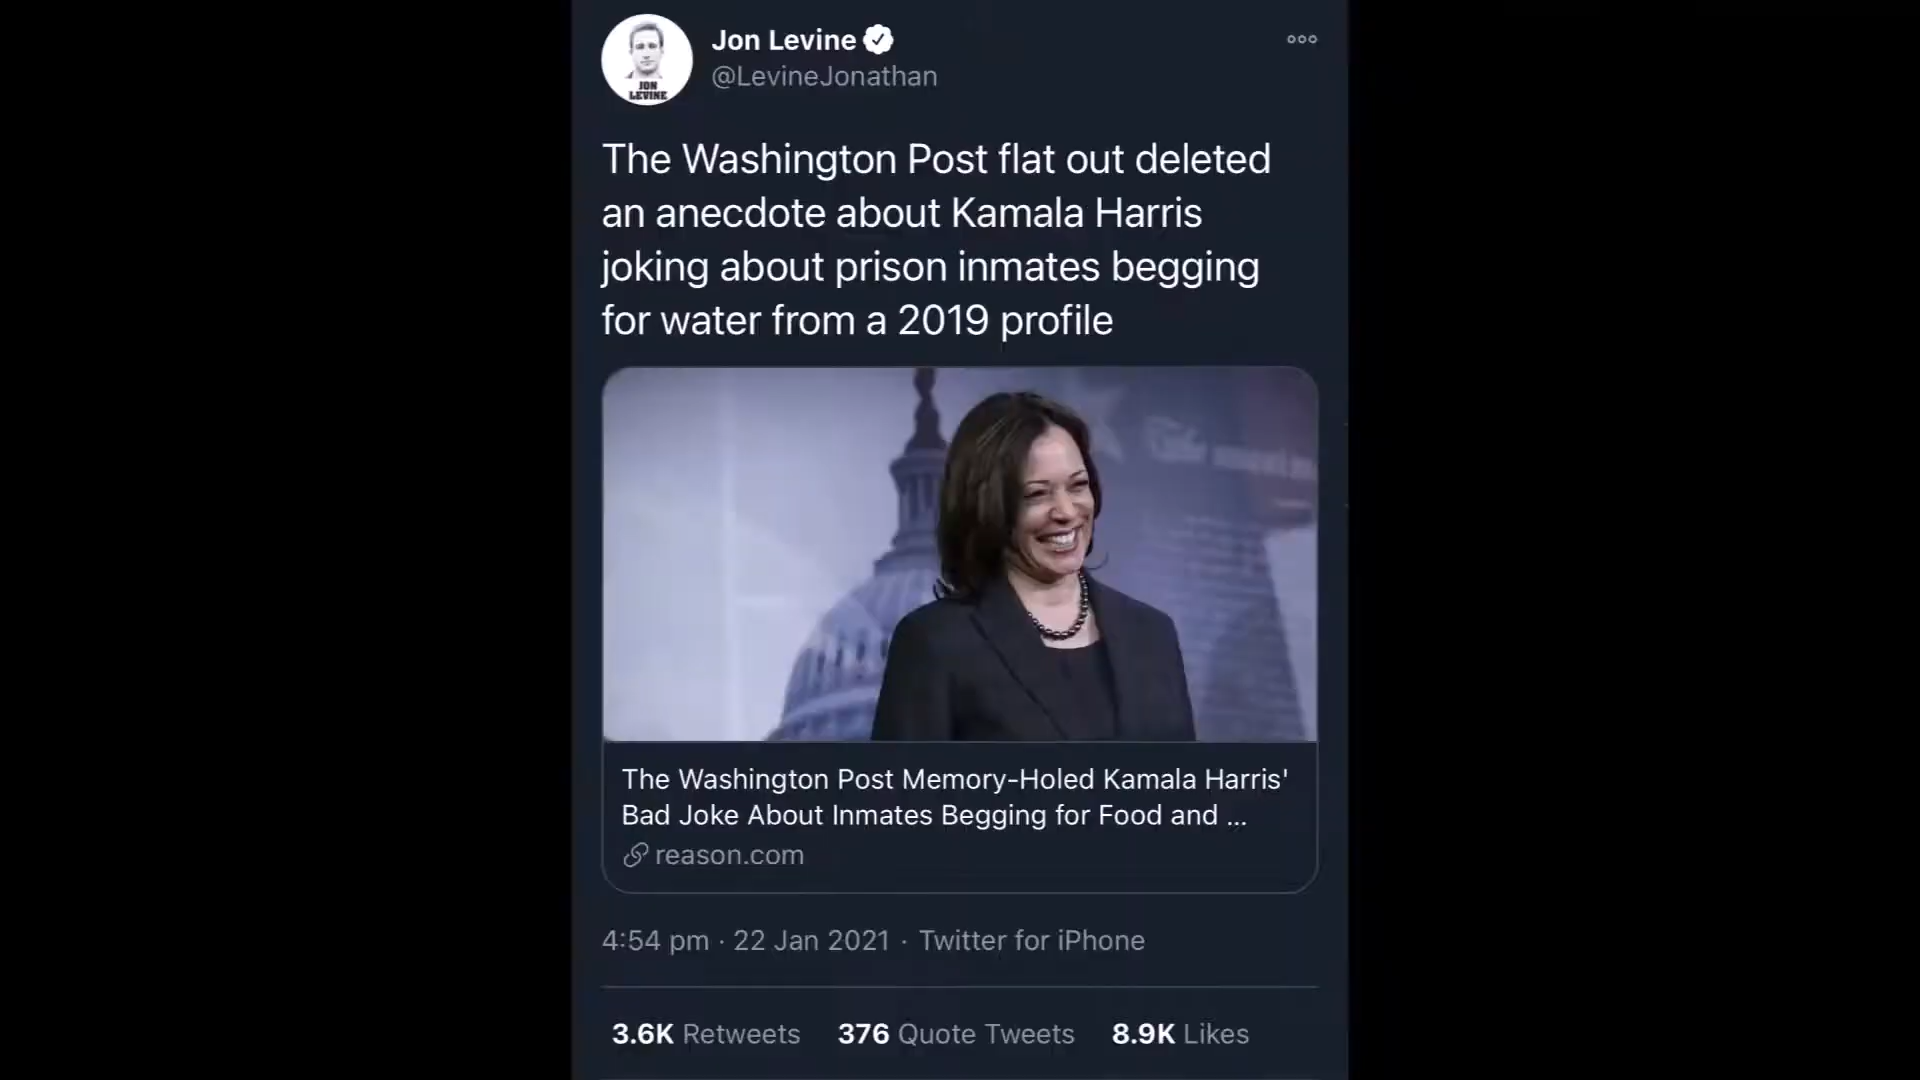 Jon Levine
@LevineJonathan
JON
LEVINE
The Washington Post flat out deleted
an anecdote about Kamala Harris
joking about prison inmates begging
for water from a 2019 profile
The Washington Post Memory-Holed Kamala Harris'
Bad Joke About Inmates Begging for Food and ...
reason.com
4:54 pm · 22 Jan 2021 · Twitter for iPhone
3.6K Retweets 376 Quote Tweets 8.9K Likes